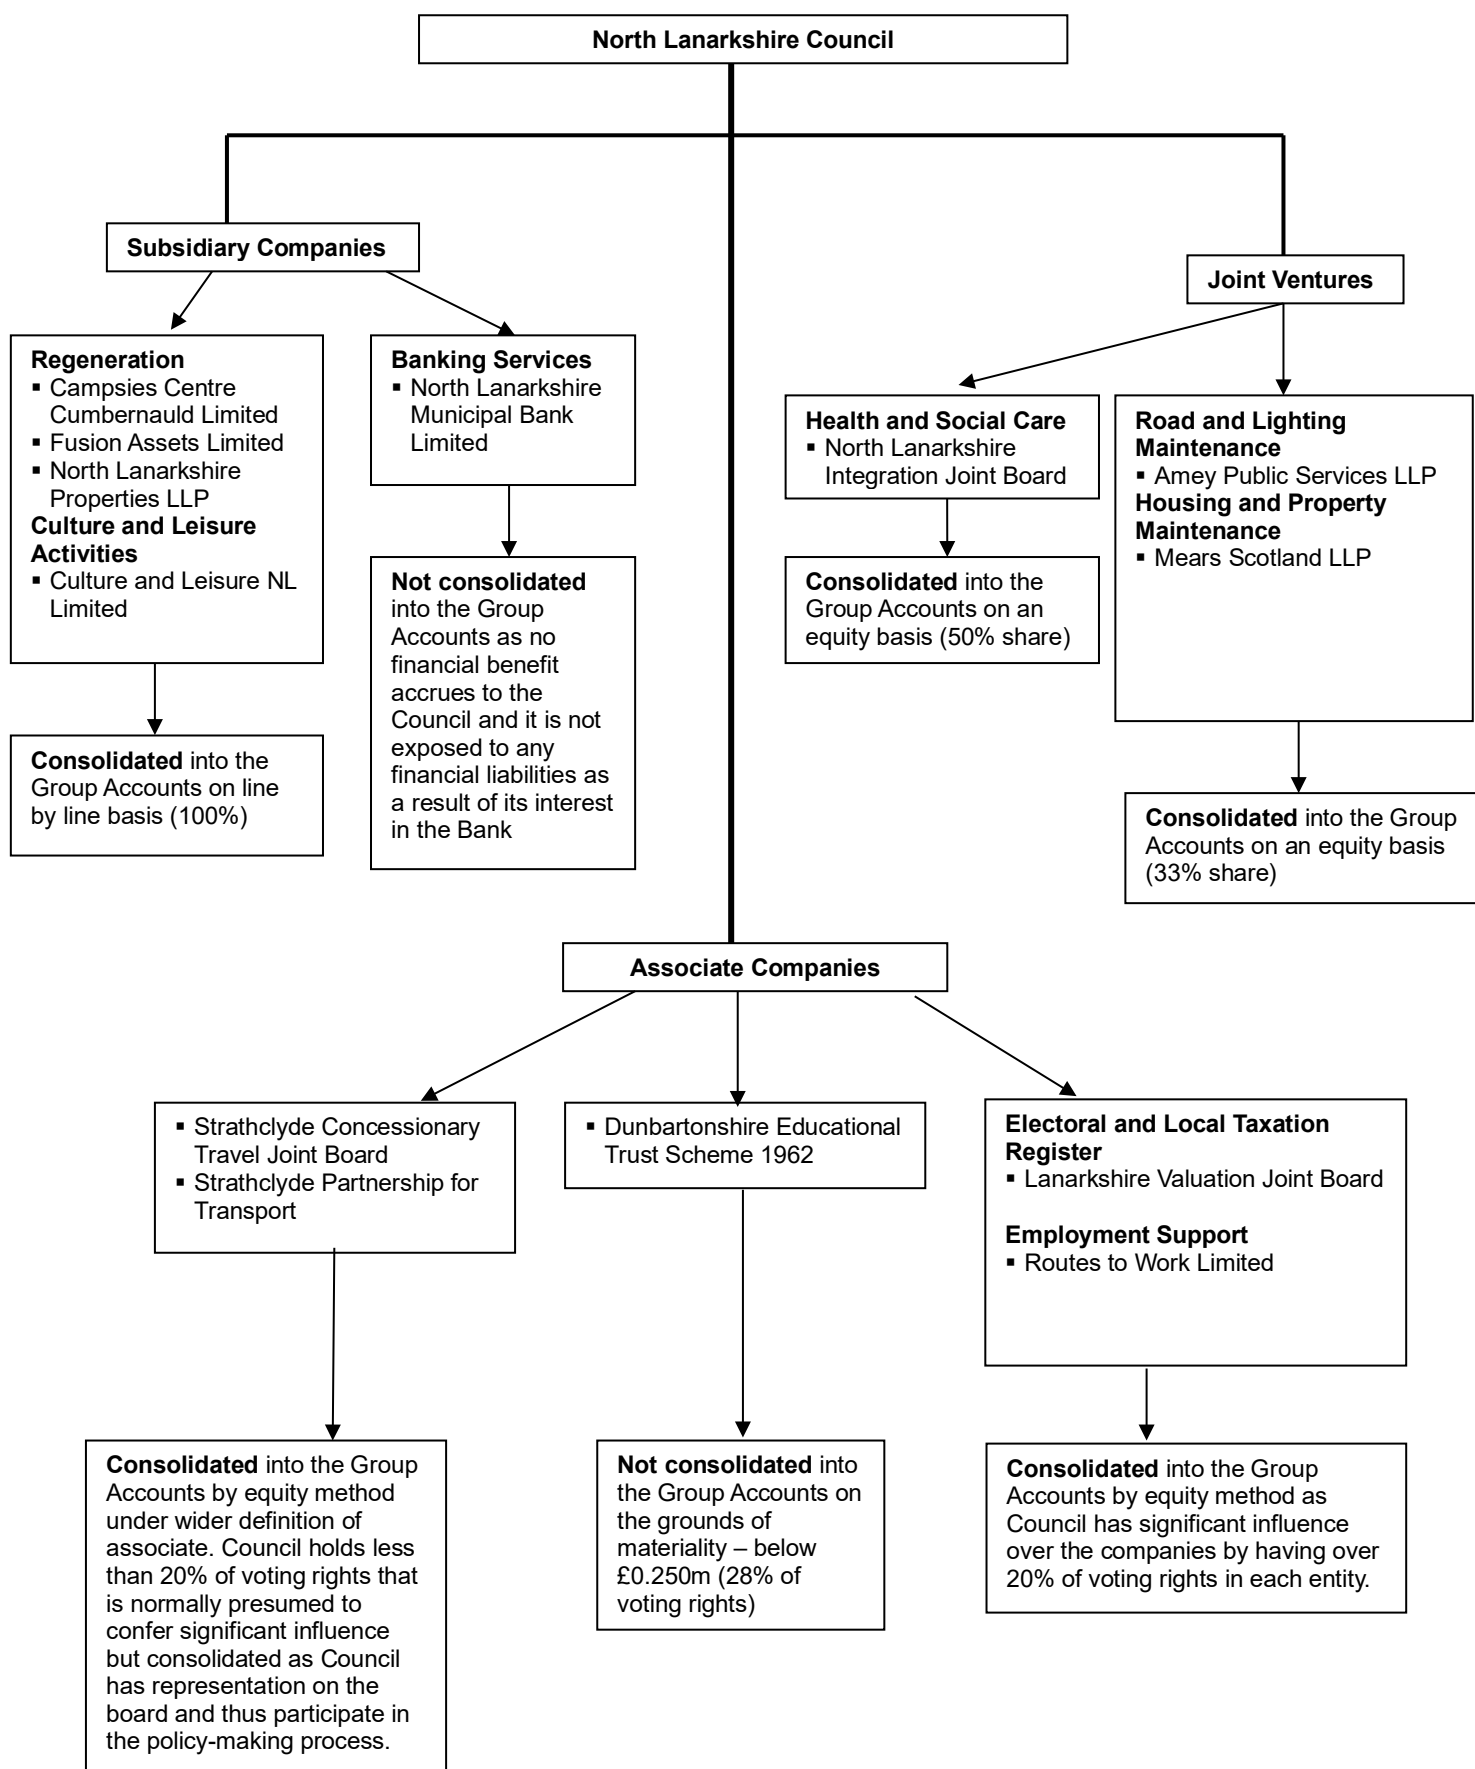 North Lanarkshire Council
Subsidiary Companies
Joint Ventures
Regeneration
▪ Campsies Centre
Cumbernauld Limited
▪ Fusion Assets Limited
▪ North Lanarkshire
Properties LLP
Culture and Leisure
Activities
▪ Culture and Leisure NL
Limited
Banking Services
▪ North Lanarkshire
Municipal Bank
Limited
Health and Social Care
▪ North Lanarkshire
Integration Joint Board
Road and Lighting
Maintenance
▪ Amey Public Services LLP
Housing and Property
Maintenance
▪ Mears Scotland LLP
Consolidated into the
Group Accounts on line
by line basis (100%)
Not consolidated
into the Group
Accounts as no
financial benefit
accrues to the
Council and it is not
exposed to any
financial liabilities as
a result of its interest
in the Bank
Consolidated into the
Group Accounts on an
equity basis (50% share)
Consolidated into the Group
Accounts on an equity basis
(33% share)
Associate Companies
▪ Strathclyde Concessionary
Travel Joint Board
▪ Strathclyde Partnership for
Transport
▪ Dunbartonshire Educational
Trust Scheme 1962
Electoral and Local Taxation
Register
▪ Lanarkshire Valuation Joint Board
Employment Support
▪ Routes to Work Limited
Consolidated into the Group
Accounts by equity method
under wider definition of
associate. Council holds less
than 20% of voting rights that
is normally presumed to
confer significant influence
but consolidated as Council
has representation on the
board and thus participate in
the policy-making process.
Not consolidated into
the Group Accounts on
the grounds of
materiality – below
£0.250m (28% of
voting rights)
Consolidated into the Group
Accounts by equity method as
Council has significant influence
over the companies by having over
20% of voting rights in each entity.